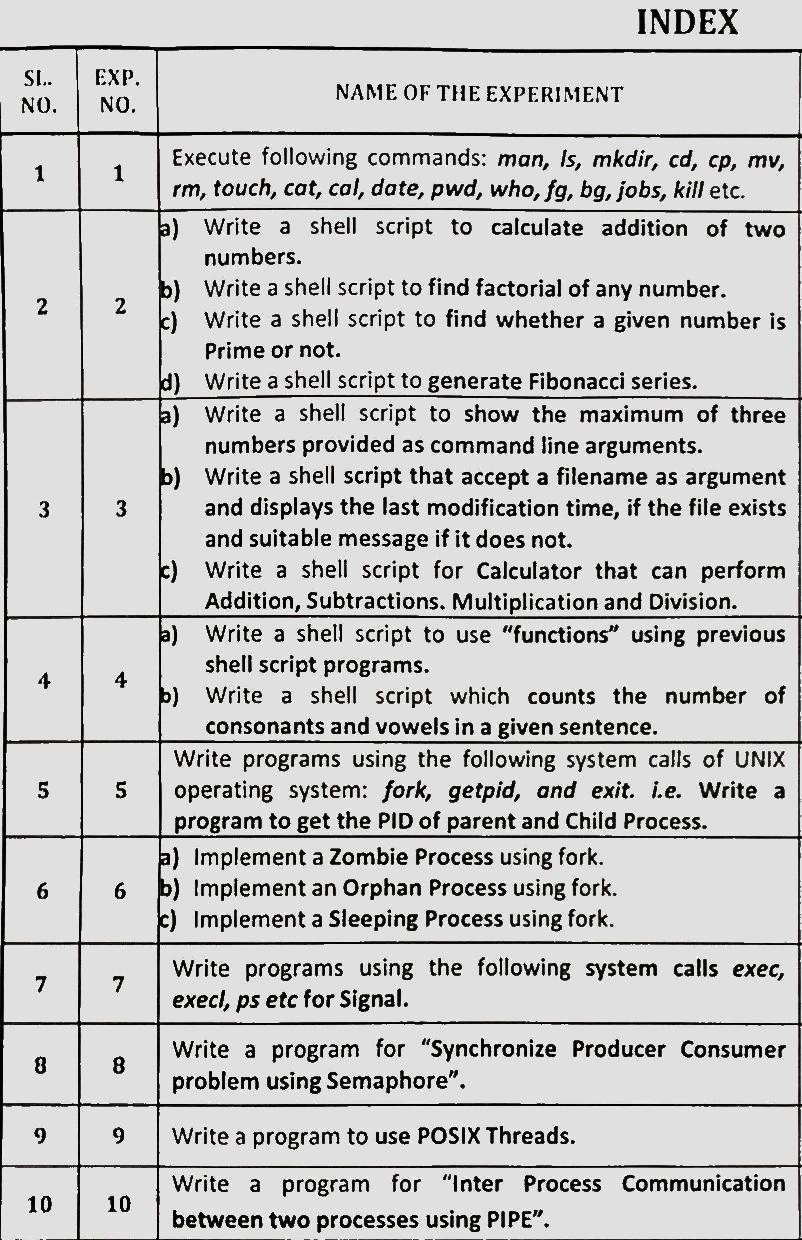 INDEX
SL. NO.
EXP. NO.
NAME OF THE EXPERIMENT
1
1
Execute following commands: man, ls, mkdir, cd, cp, mv,
rm, touch, cat, cal, date, pwd, who, fg, bg, jobs, kill etc.
2
2
a) Write a shell script to calculate addition of two
numbers.
b) Write a shell script to find factorial of any number.
c) Write a shell script to find whether a given number is
Prime or not.
d) Write a shell script to generate Fibonacci series.
3
3
a) Write a shell script to show the maximum of three
numbers provided as command line arguments.
b) Write a shell script that accept a filename as argument
and displays the last modification time, if the file exists
and suitable message if it does not.
c) Write a shell script for Calculator that can perform
Addition, Subtractions. Multiplication and Division.
4
4
a) Write a shell script to use "functions" using previous
shell script programs.
b) Write a shell script which counts the number of
consonants and vowels in a given sentence.
5
5
Write programs using the following system calls of UNIX
operating system: fork, getpid, and exit. i.e. Write a
program to get the PID of parent and Child Process.
6
6
a) Implement a Zombie Process using fork.
b) Implement an Orphan Process using fork.
c) Implement a Sleeping Process using fork.
7
7
Write programs using the following system calls exec,
execl, ps etc for Signal.
8
8
Write a program for "Synchronize Producer Consumer
problem using Semaphore".
9
9
Write a program to use POSIX Threads.
10
10
Write a program for "Inter Process Communication
between two processes using PIPE".